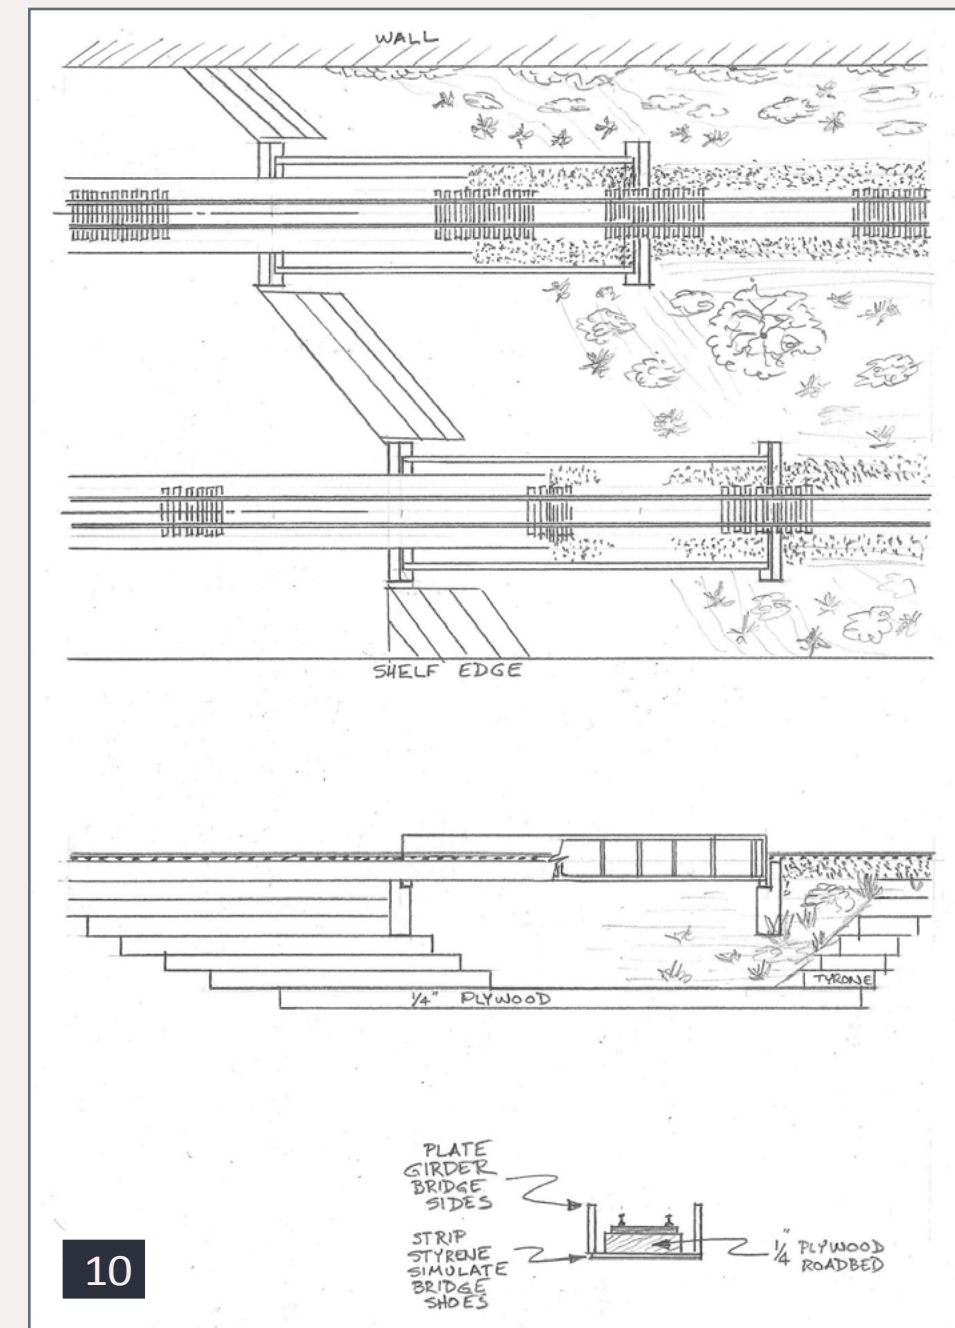 WALL
SHELF EDGE
TYRONE
1/4" PLYWOOD
PLATE
GIRDER
BRIDGE
SIDES
STRIP
STYRENE
SIMULATE
BRIDGE
SHOES
1/4" PLYWOOD
ROADBED
10